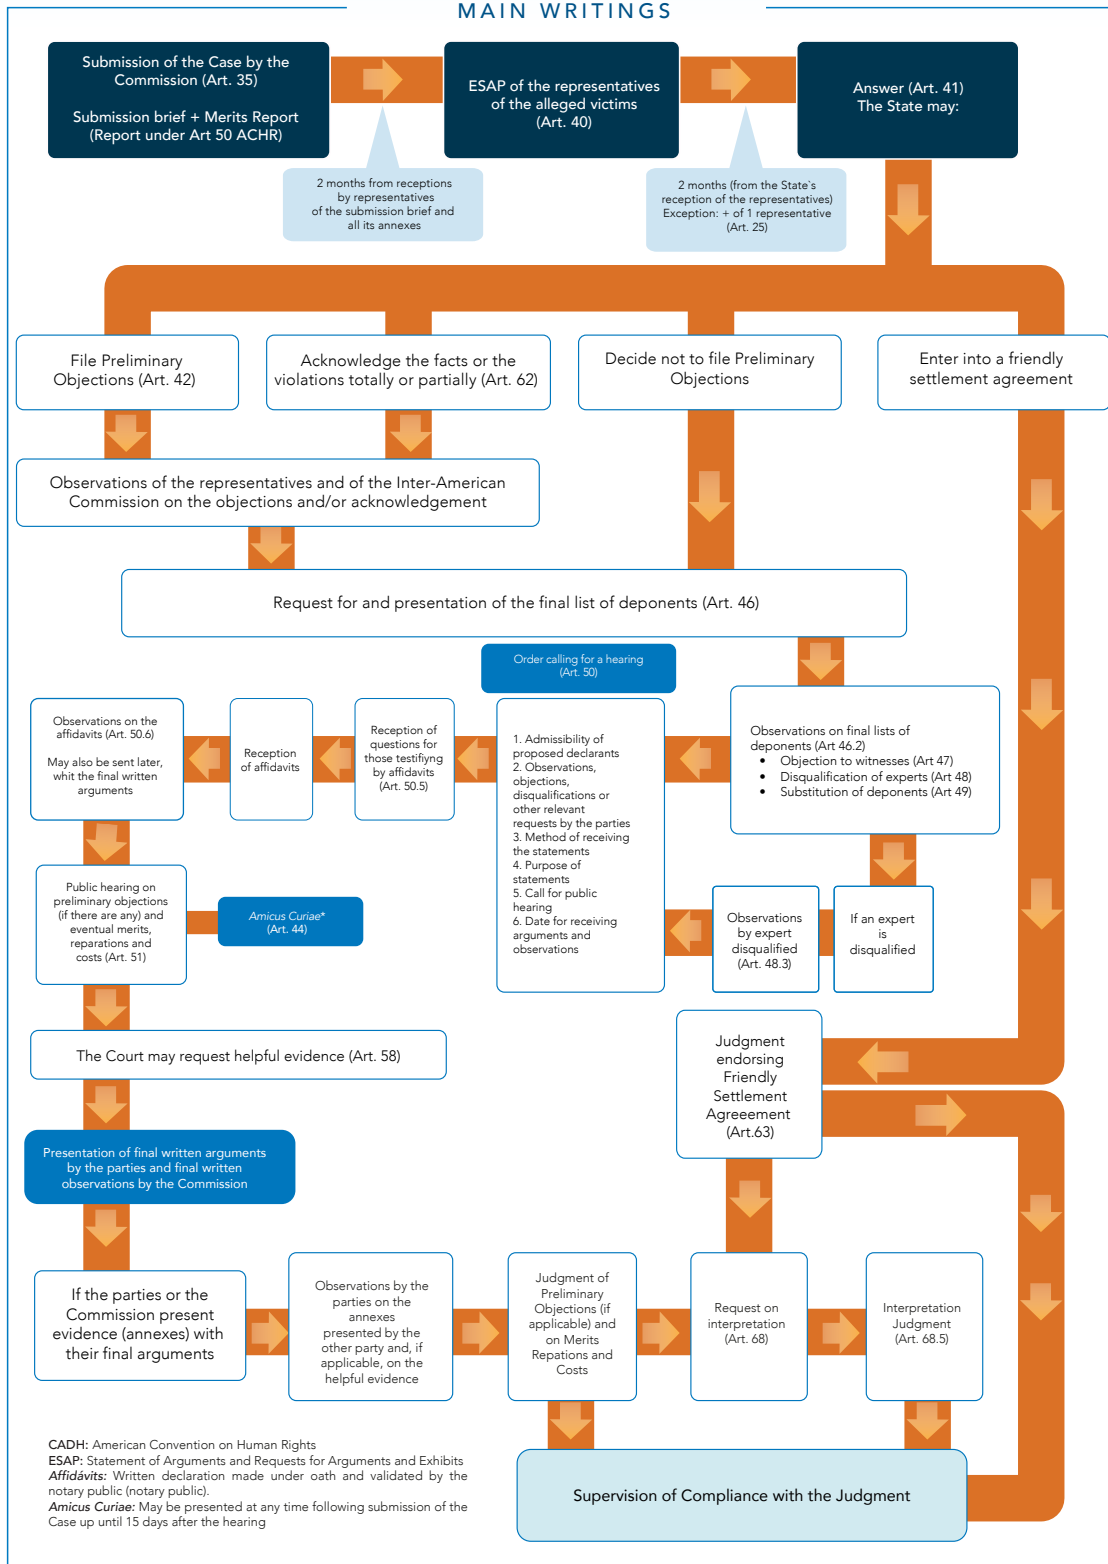 MAIN WRITINGS
Submission of the Case by the
Commission (Art. 35)
Submission brief + Merits Report
(Report under Art 50 ACHR)
ESAP of the representatives
of the alleged victims
(Art. 40)
Answer (Art. 41)
The State may:
2 months from receptions
by representatives
of the submission brief and
all its annexes
2 months (from the State`s
reception of the representatives)
Exception: + of 1 representative
(Art. 25)
File Preliminary
Objections (Art. 42)
Acknowledge the facts or the
violations totally or partially (Art. 62)
Decide not to file Preliminary
Objections
Enter into a friendly
settlement agreement
Observations of the representatives and of the Inter-American
Commission on the objections and/or acknowledgement
Request for and presentation of the final list of deponents (Art. 46)
Order calling for a hearing
(Art. 50)
Observations on the
affidavits (Art. 50.6)
May also be sent later,
whit the final written
arguments
Reception
of affidavits
Reception of
questions for
those testifiyng
by affidavits
(Art. 50.5)
1. Admissibility of
proposed declarants
2. Observations,
objections,
disqualifications or
other relevant
requests by the parties
3. Method of receiving
the statements
4. Purpose of
statements
5. Call for public
hearing
6. Date for receiving
arguments and
observations
Observations on final lists of
deponents (Art 46.2)
• Objection to witnesses (Art 47)
• Disqualification of experts (Art 48)
• Substitution of deponents (Art 49)
Public hearing on
preliminary objections
(if there are any) and
eventual merits,
reparations and
costs (Art. 51)
Amicus Curiae*
(Art. 44)
Observations
by expert
disqualified
(Art. 48.3)
If an expert
is
disqualified
The Court may request helpful evidence (Art. 58)
Judgment
endorsing
Friendly
Settlement
Agreeement
(Art.63)
Presentation of final written arguments
by the parties and final written
observations by the Commission
If the parties or the
Commission present
evidence (annexes) with
their final arguments
Observations by the
parties on the
annexes
presented by the
other party and, if
applicable, on the
helpful evidence
Judgment of
Preliminary
Objections (if
applicable) and
on Merits
Repations and
Costs
Request on
interpretation
(Art. 68)
Interpretation
Judgment
(Art. 68.5)
Supervision of Compliance with the Judgment
CADH: American Convention on Human Rights
ESAP: Statement of Arguments and Requests for Arguments and Exhibits
Affidávits: Written declaration made under oath and validated by the
notary public (notary public).
Amicus Curiae: May be presented at any time following submission of the
Case up until 15 days after the hearing